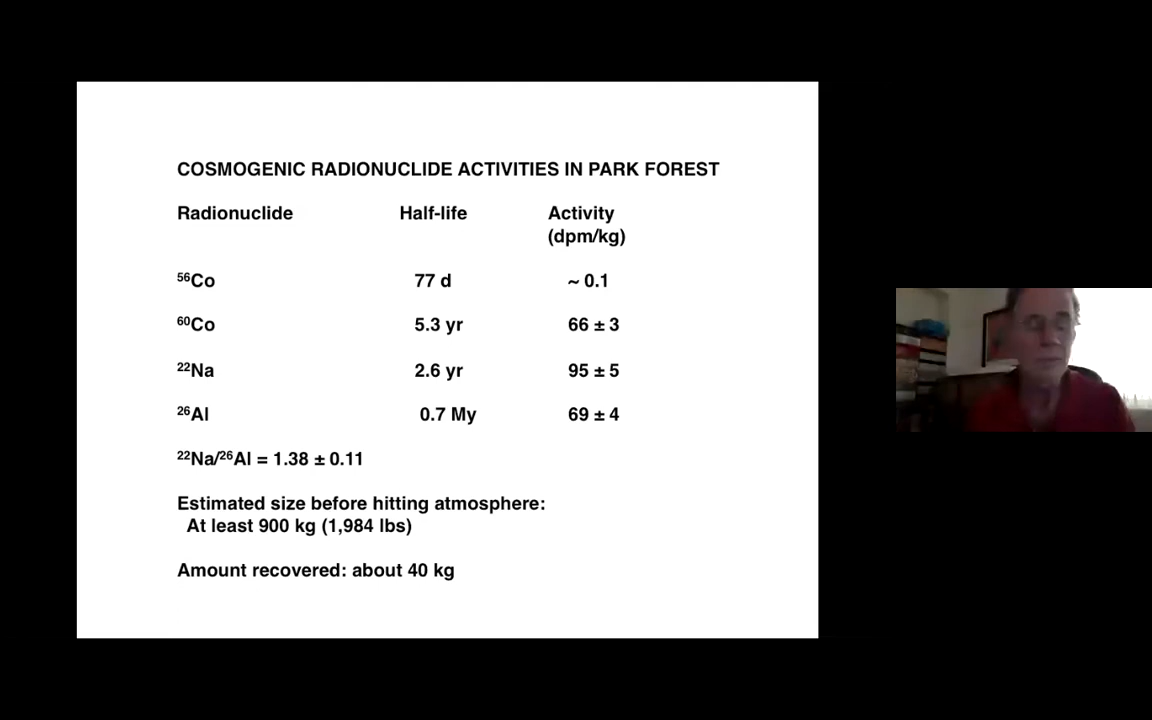 COSMOGENIC RADIONUCLIDE ACTIVITIES IN PARK FOREST
Radionuclide Half-life Activity
(dpm/kg)
⁵⁶Co 77 d ~ 0.1
⁶⁰Co 5.3 yr 66 ± 3
²²Na 2.6 yr 95 ± 5
²⁶Al 0.7 My 69 ± 4
²²Na/²⁶Al = 1.38 ± 0.11
Estimated size before hitting atmosphere:
At least 900 kg (1,984 lbs)
Amount recovered: about 40 kg